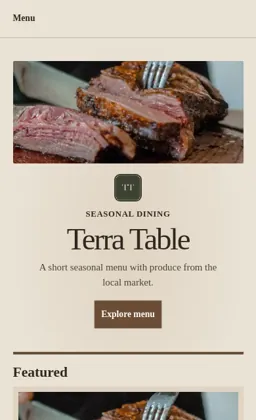 Menu
TT
SEASONAL DINING
Terra Table
A short seasonal menu with produce from the
local market.
Explore menu
Featured